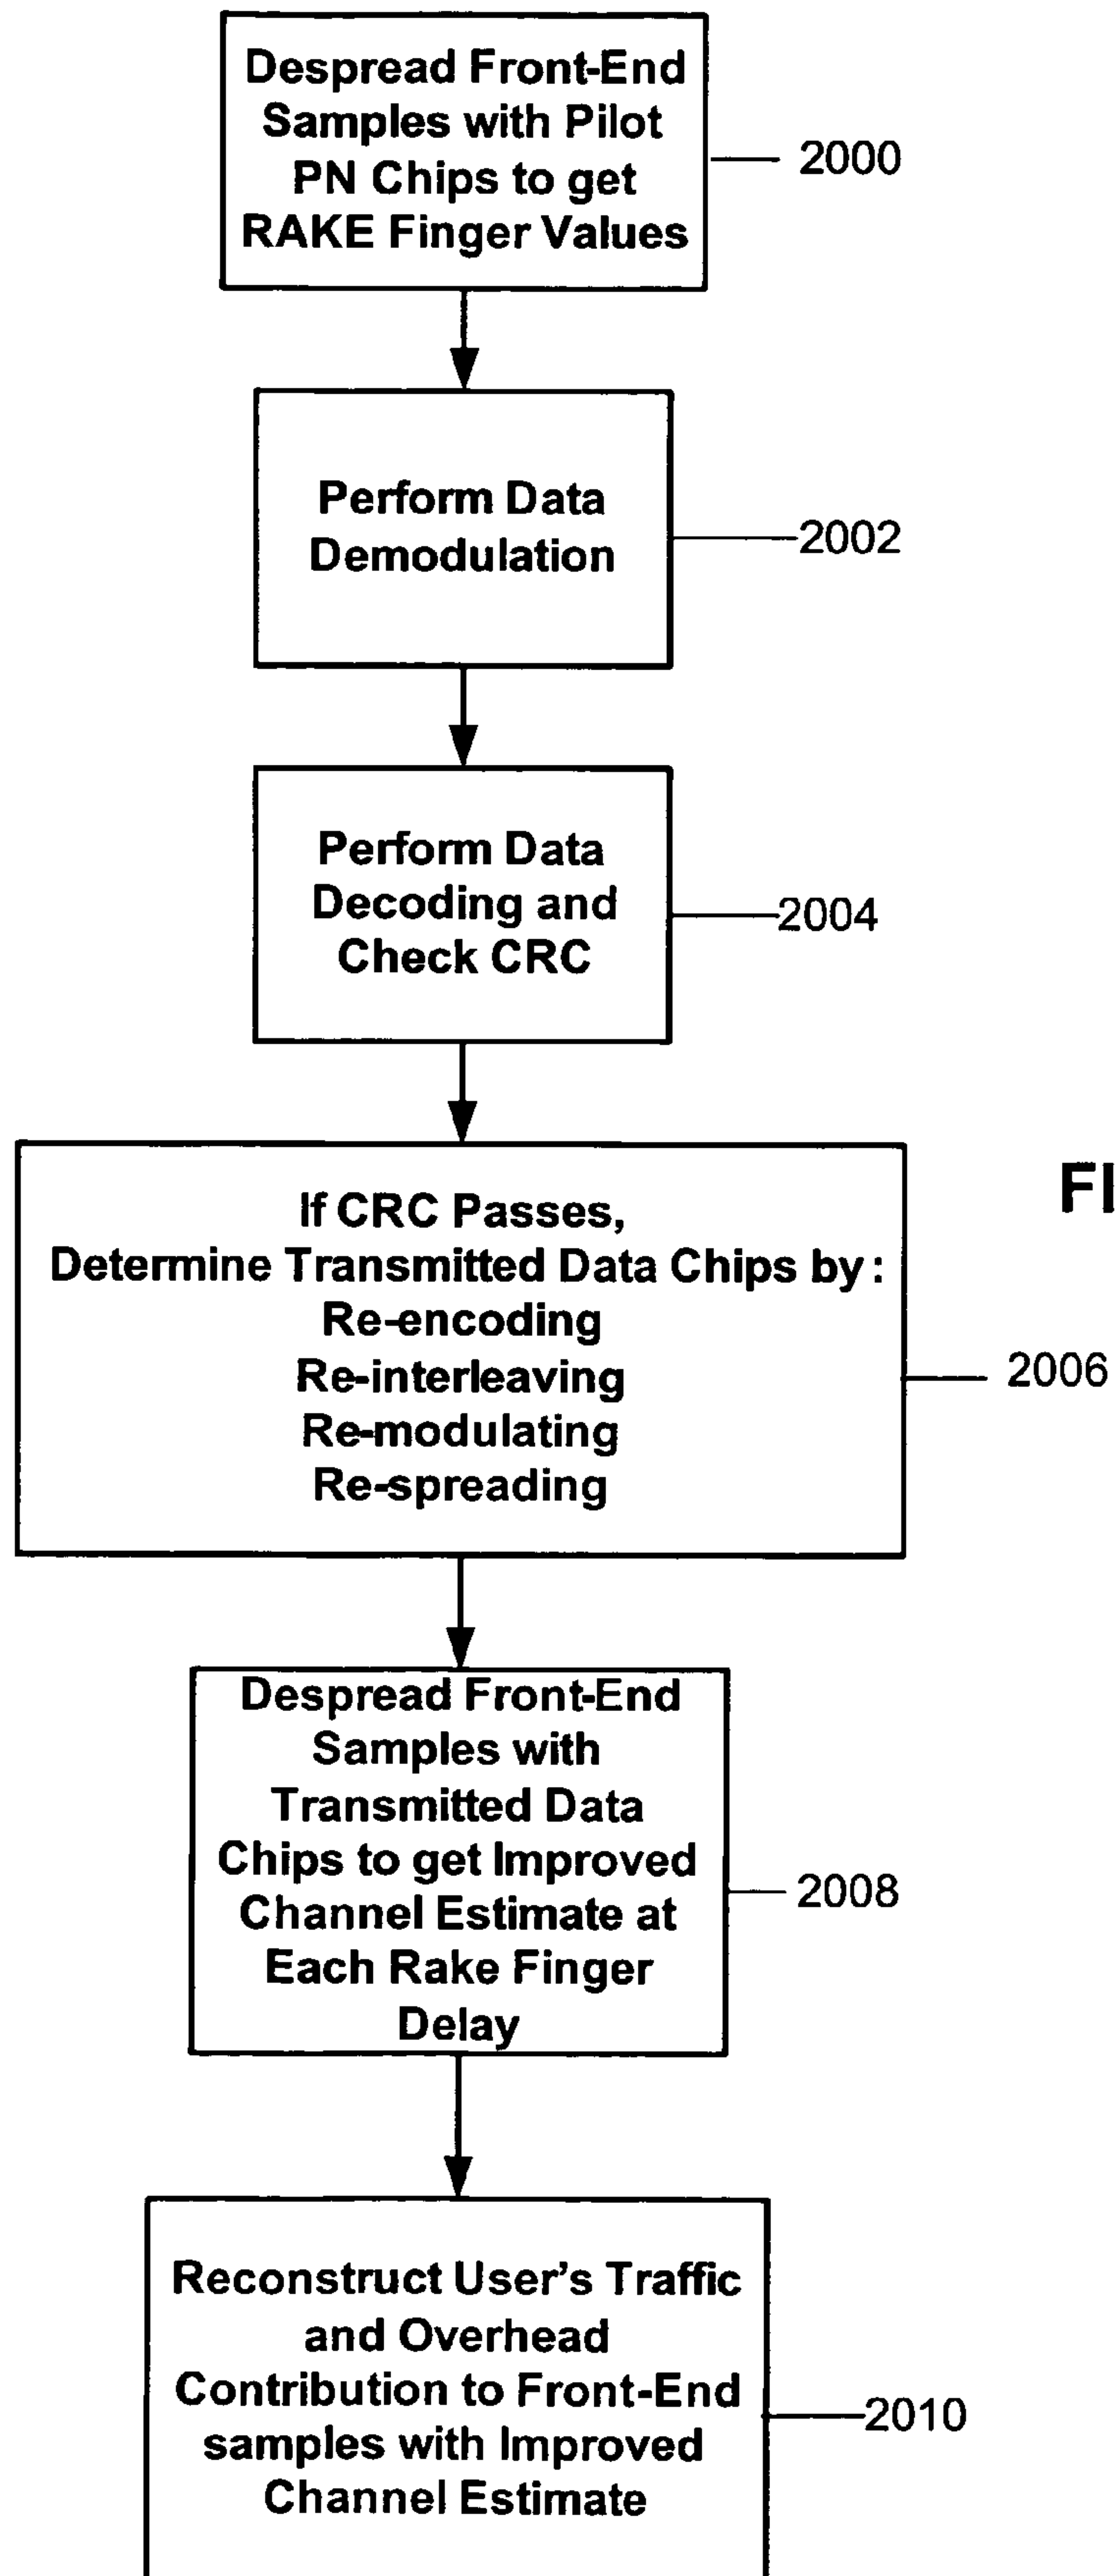 Despread Front-End
Samples with Pilot
PN Chips to get
RAKE Finger Values
2000
Perform Data
Demodulation
2002
Perform Data
Decoding and
Check CRC
2004
If CRC Passes,
Determine Transmitted Data Chips by:
Re-encoding
Re-interleaving
Re-modulating
Re-spreading
2006
FI
Despread Front-End
Samples with
Transmitted Data
Chips to get Improved
Channel Estimate at
Each Rake Finger
Delay
2008
Reconstruct User's Traffic
and Overhead
Contribution to Front-End
samples with Improved
Channel Estimate
2010